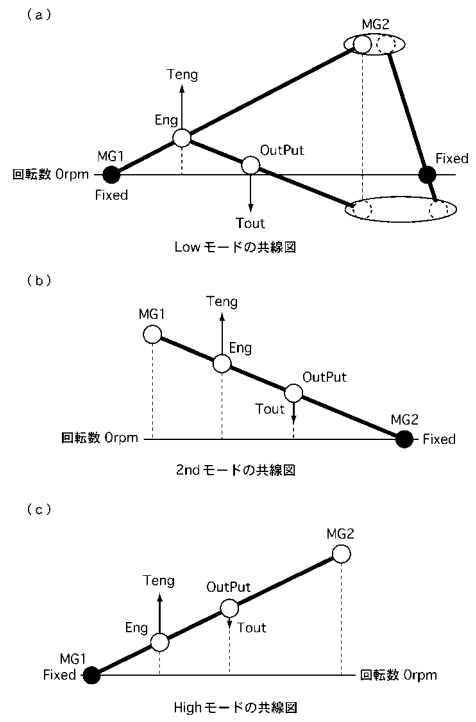 (a)
MG2
Teng
Eng
OutPut
MG1
Fixed
回転数 0rpm
Fixed
Tout
Lowモードの共線図
(b)
Teng
MG1
Eng
OutPut
Tout
MG2
回転数 0rpm
Fixed
2ndモードの共線図
(c)
MG2
Teng
OutPut
Eng
Tout
MG1
Fixed
回転数 0rpm
Highモードの共線図